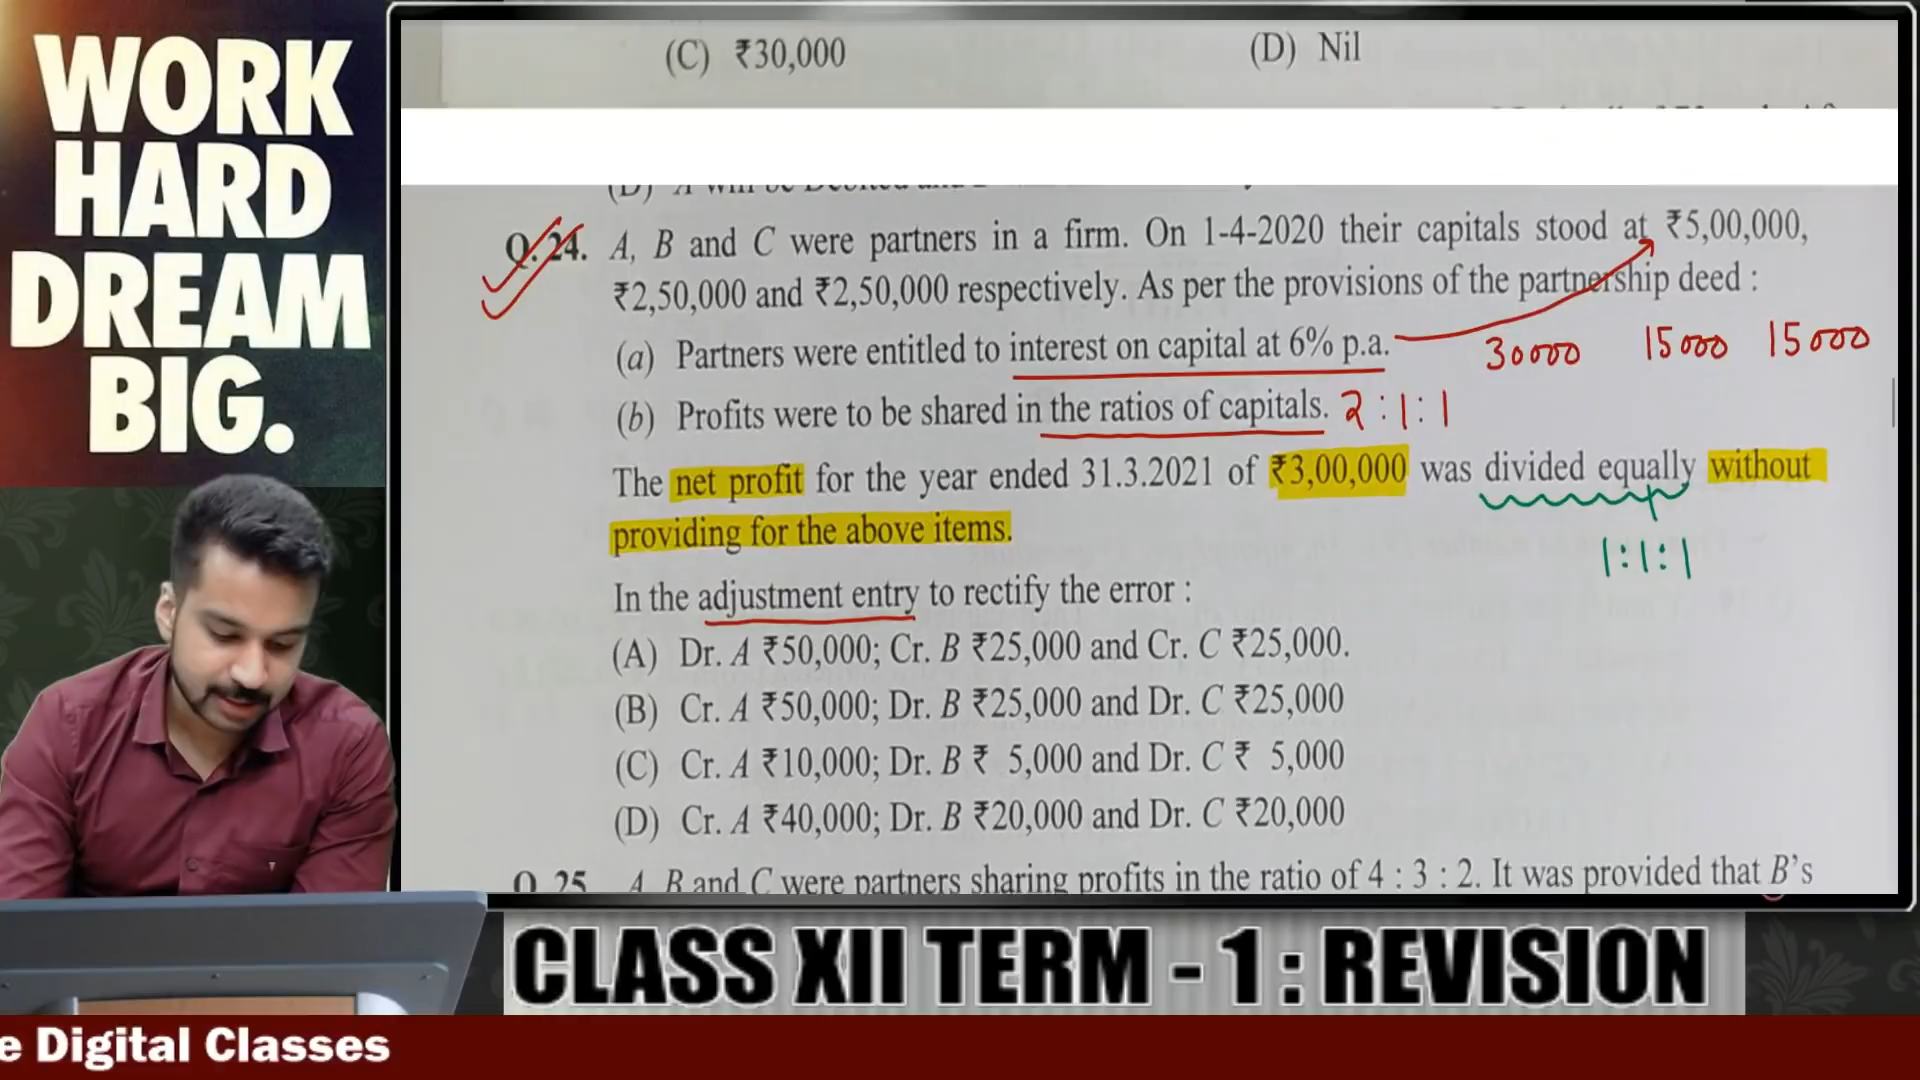 WORK
HARD
DREAM
BIG.
(C) ₹30,000 (D) Nil
Q. 24. A, B and C were partners in a firm. On 1-4-2020 their capitals stood at ₹5,00,000,
₹2,50,000 and ₹2,50,000 respectively. As per the provisions of the partnership deed :
(a) Partners were entitled to interest on capital at 6% p.a. 30000 15000 15000
(b) Profits were to be shared in the ratios of capitals. 2 : 1 : 1
The net profit for the year ended 31.3.2021 of ₹3,00,000 was divided equally without
providing for the above items.
1 : 1 : 1
In the adjustment entry to rectify the error :
(A) Dr. A ₹50,000; Cr. B ₹25,000 and Cr. C ₹25,000.
(B) Cr. A ₹50,000; Dr. B ₹25,000 and Dr. C ₹25,000
(C) Cr. A ₹10,000; Dr. B ₹ 5,000 and Dr. C ₹ 5,000
(D) Cr. A ₹40,000; Dr. B ₹20,000 and Dr. C ₹20,000
Q. 25 A, B and C were partners sharing profits in the ratio of 4 : 3 : 2. It was provided that B's
CLASS XII TERM - 1 : REVISION
e Digital Classes